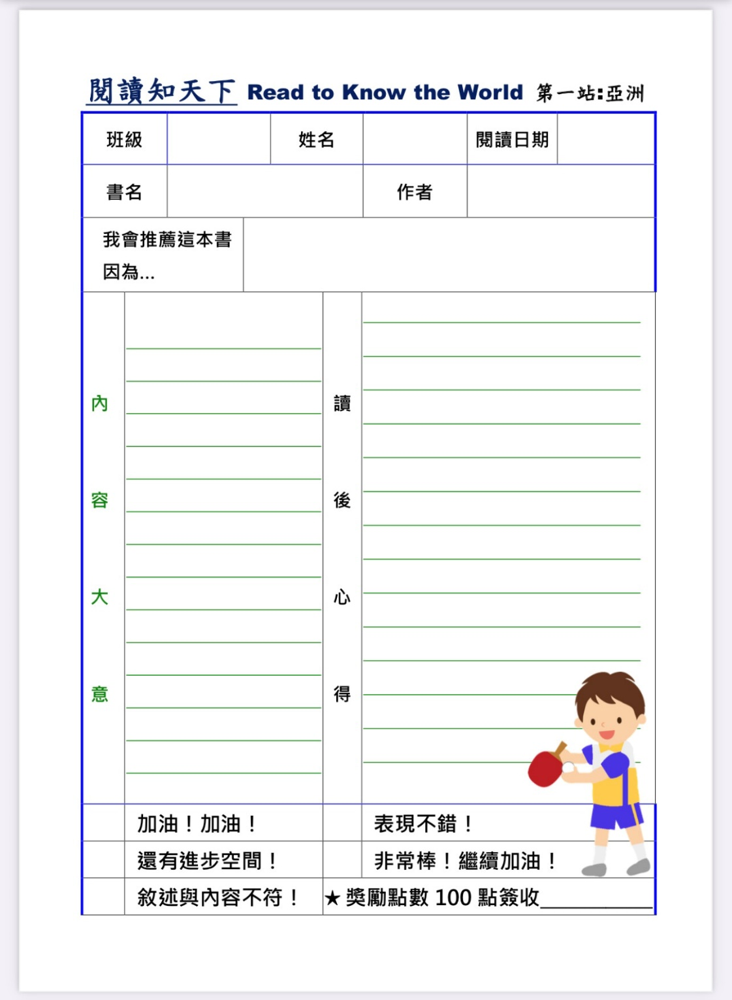 閱讀知天下 Read to Know the World 第一站:亞洲
班級 姓名 閱讀日期
書名 作者
我會推薦這本書
因為...
內容大意
讀後心得
加油！加油！ 表現不錯！
還有進步空間！ 非常棒！繼續加油！
敘述與內容不符！ ★獎勵點數 100 點簽收